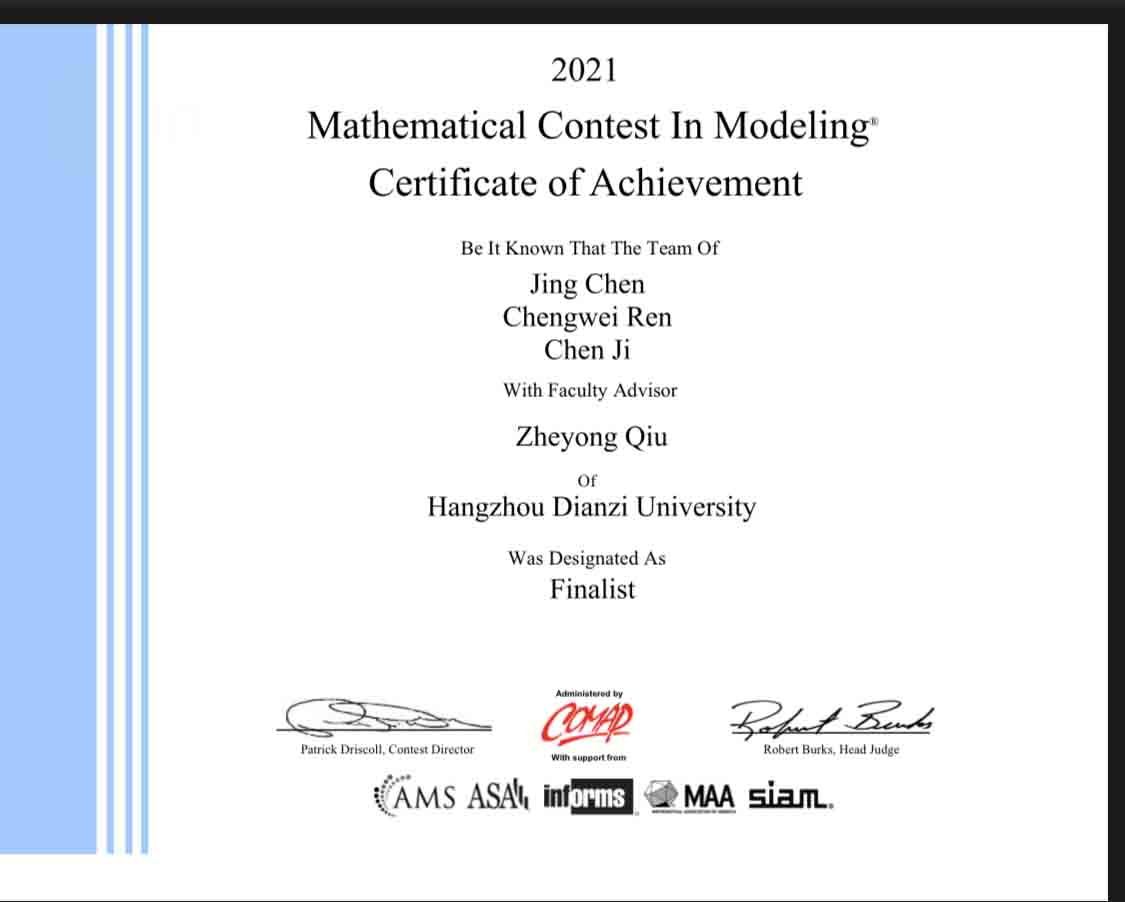 2021
Mathematical Contest In Modeling®
Certificate of Achievement
Be It Known That The Team Of
Jing Chen
Chengwei Ren
Chen Ji
With Faculty Advisor
Zheyong Qiu
Of
Hangzhou Dianzi University
Was Designated As
Finalist
Administered by
COMAP
With support from
Robert Burks
Patrick Driscoll, Contest Director
Robert Burks, Head Judge
AMS ASA informs MAA siam